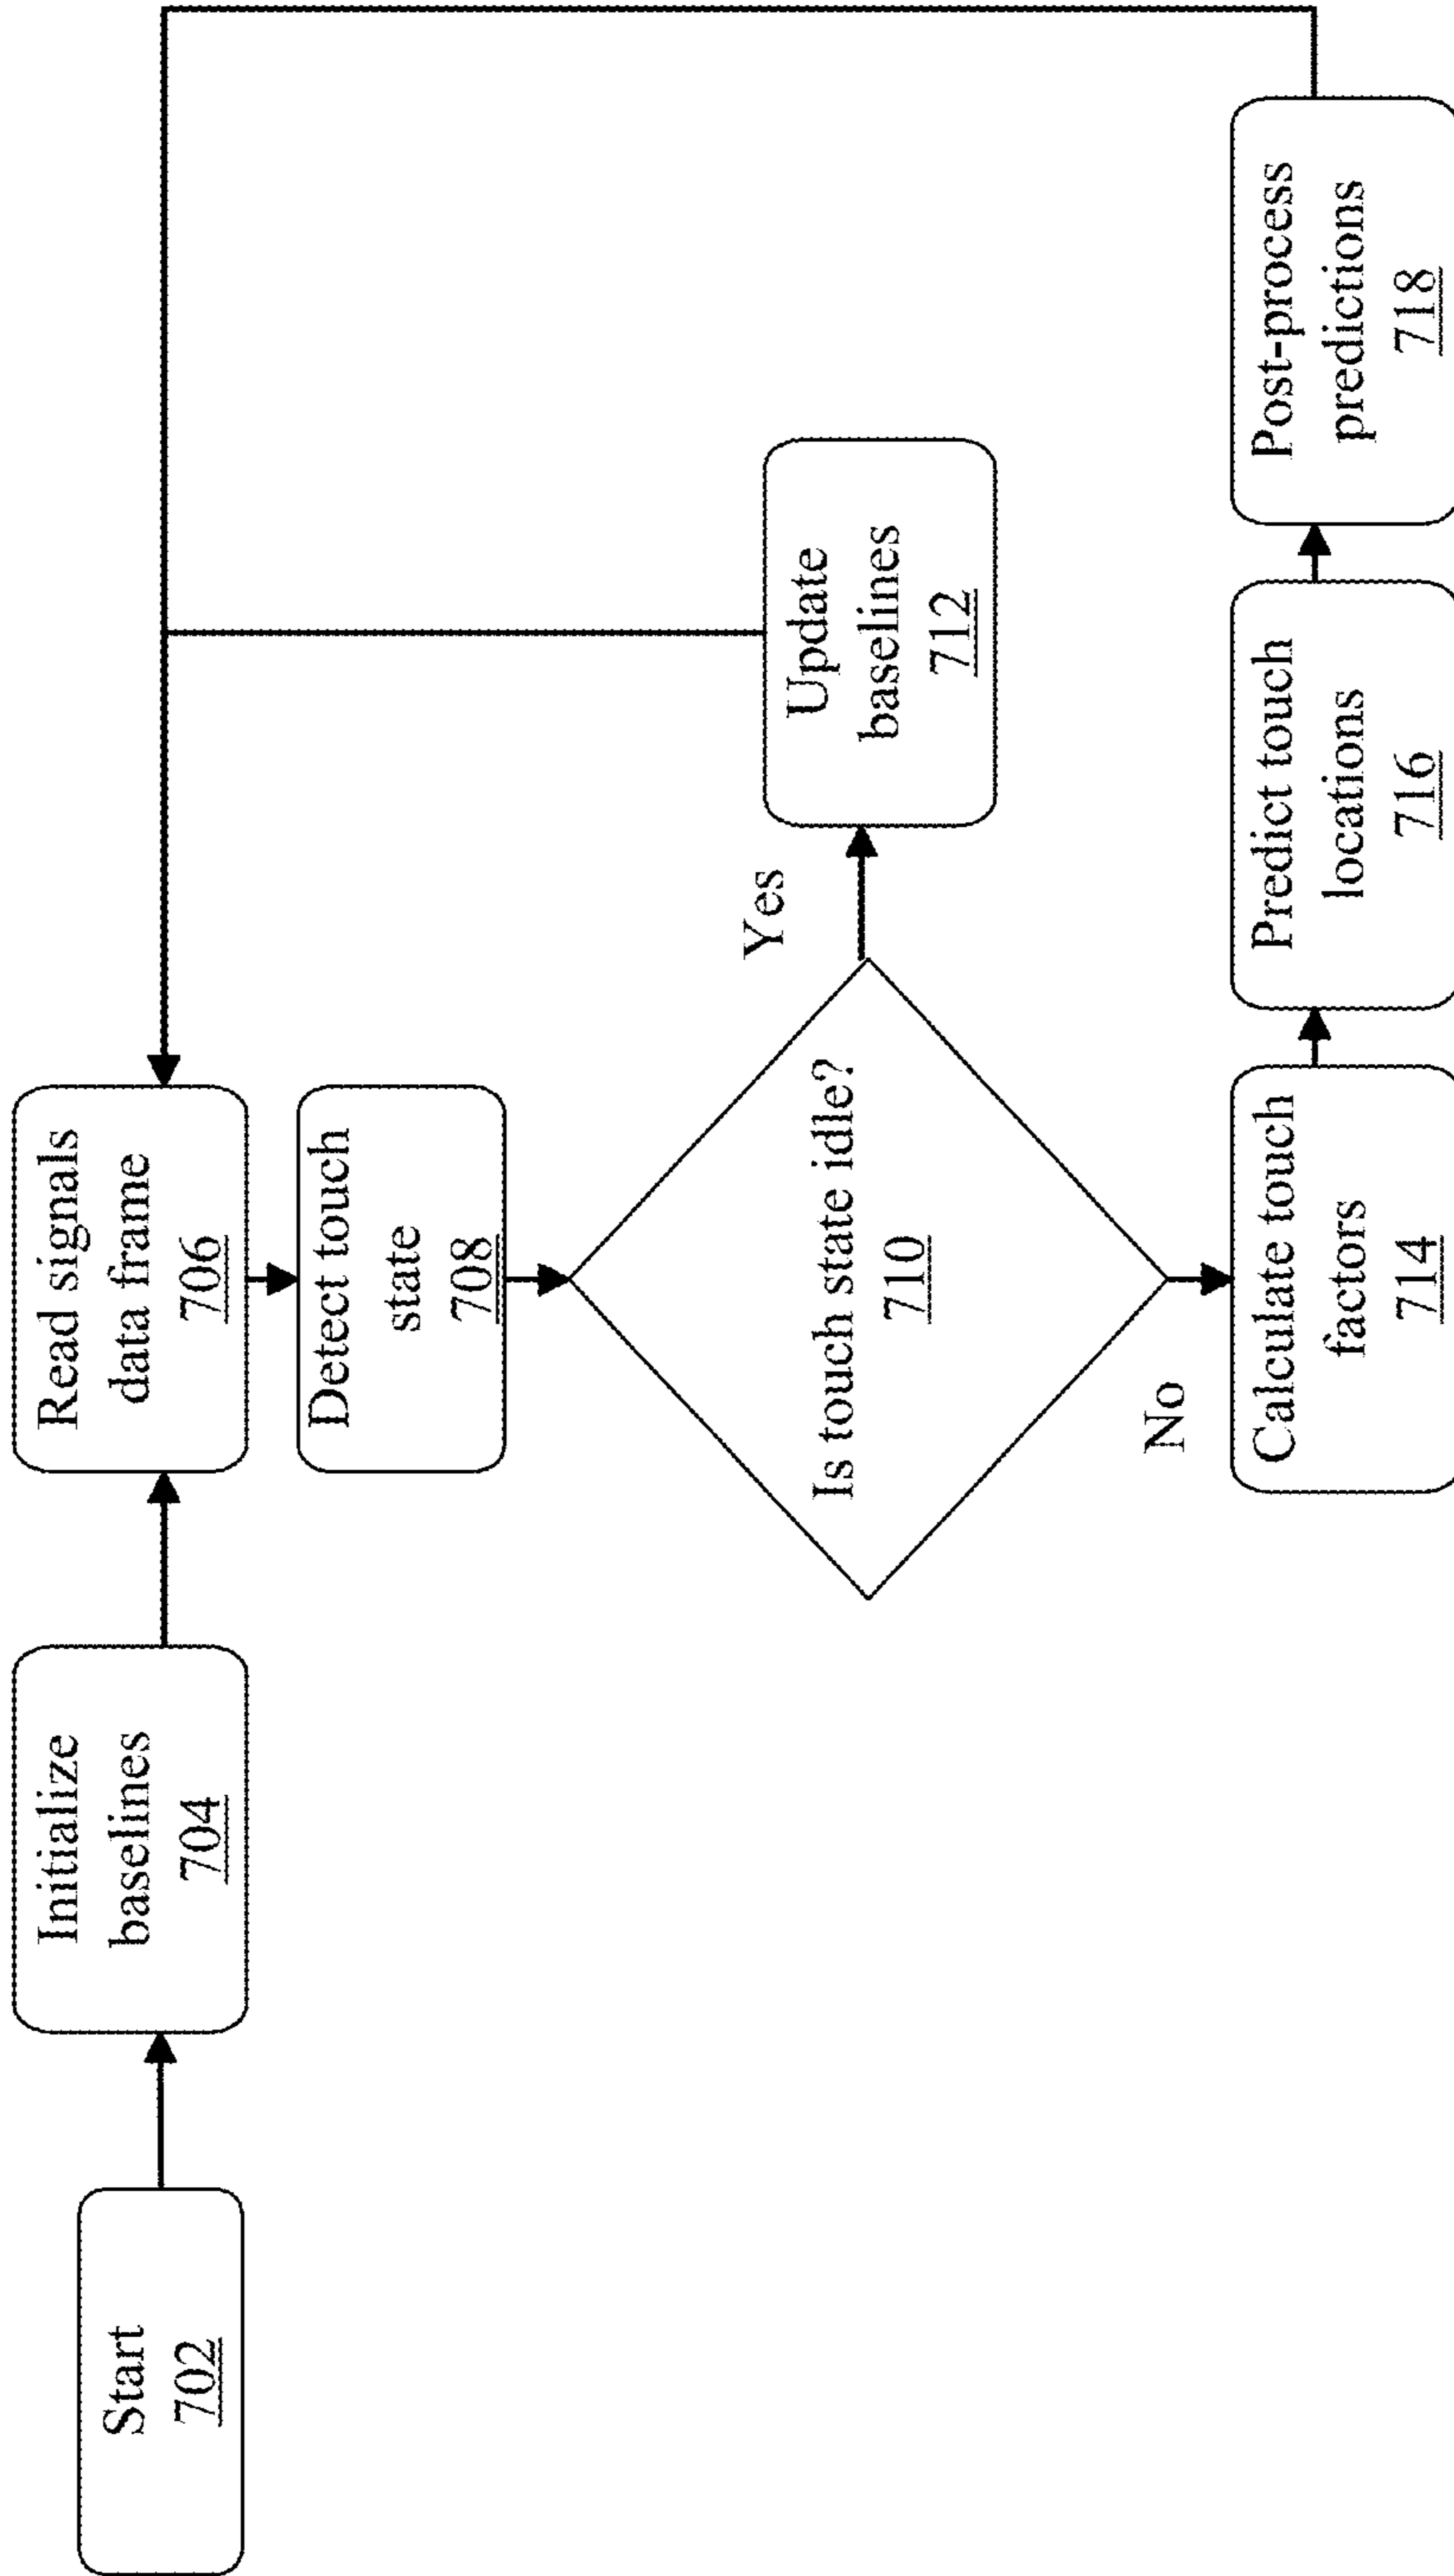 Start
702
Initialize
baselines
704
Read signals
data frame
706
Detect touch
state
708
Is touch state idle?
710
Yes
Update
baselines
712
No
Calculate touch
factors
714
Predict touch
locations
716
Post-process
predictions
718